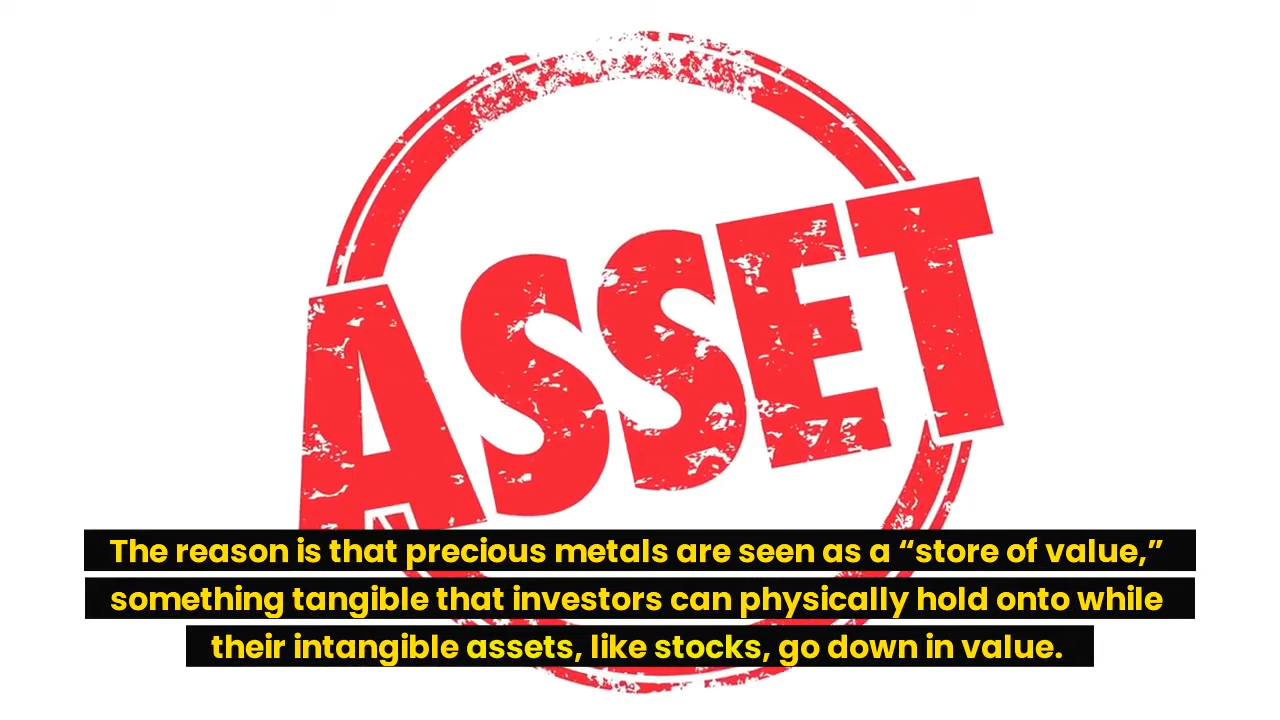 ASSET
The reason is that precious metals are seen as a “store of value,”
something tangible that investors can physically hold onto while
their intangible assets, like stocks, go down in value.